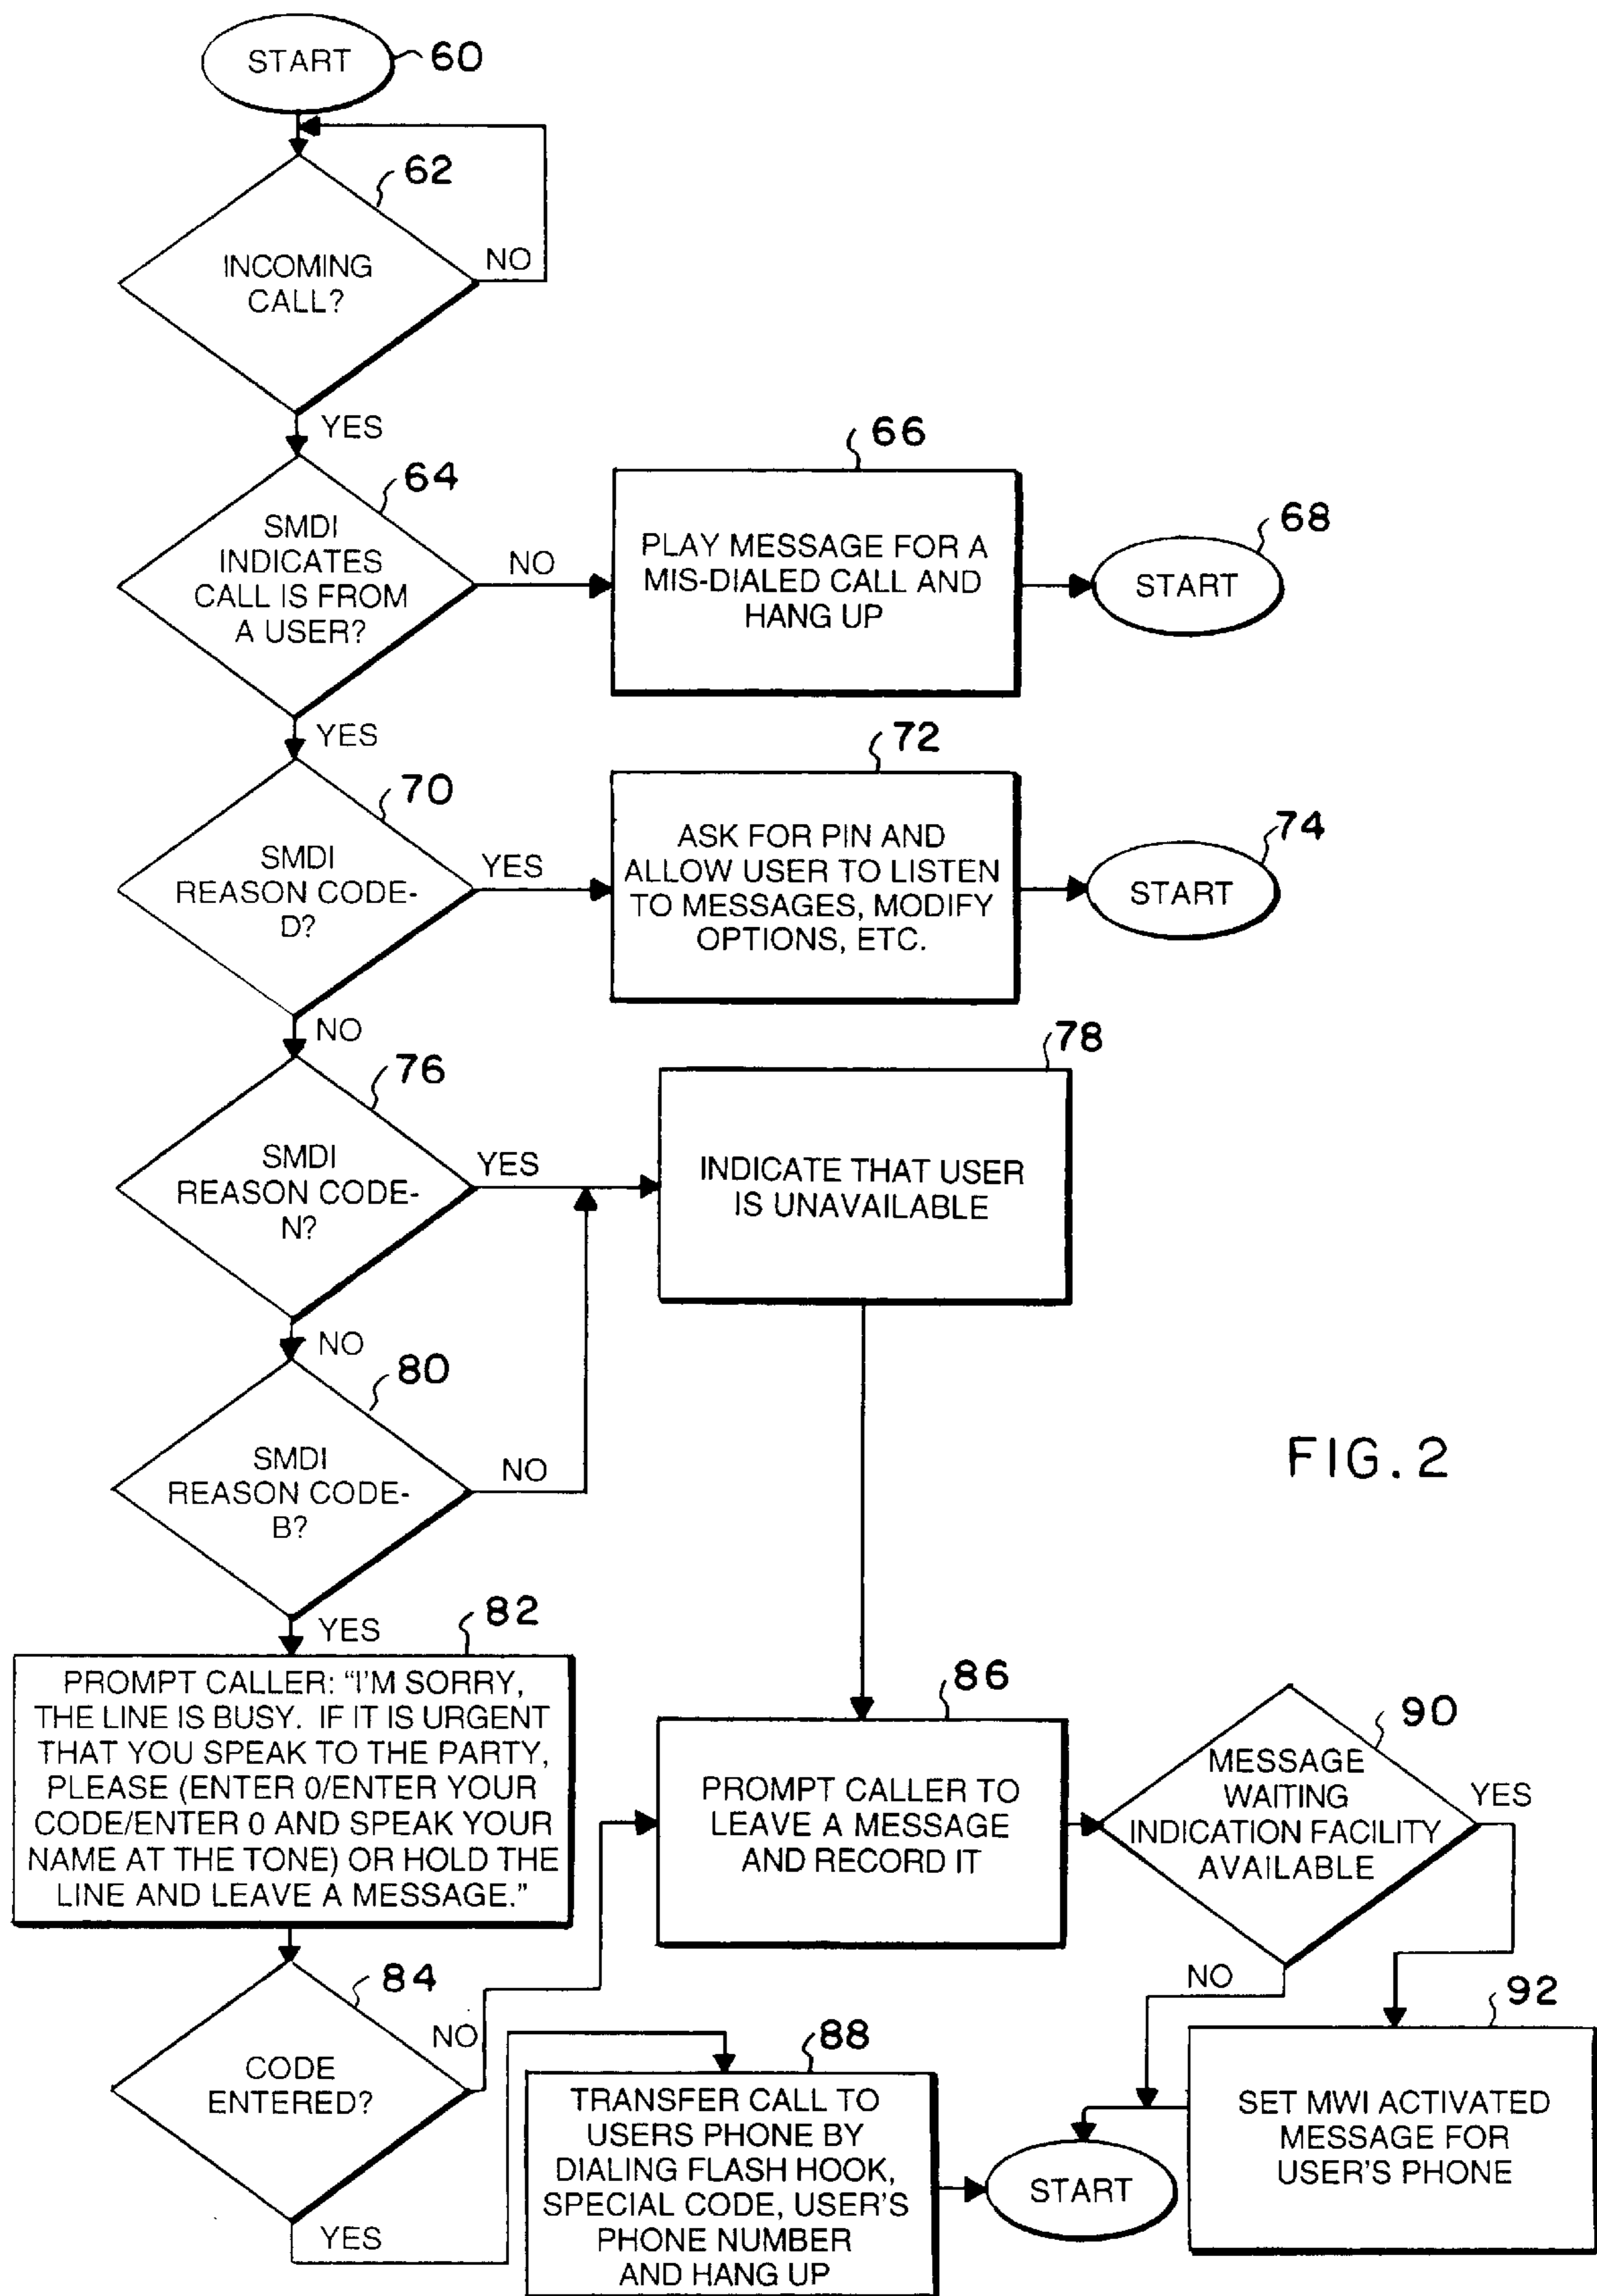 START
60
62
INCOMING
CALL?
NO
YES
64
SMDI
INDICATES
CALL IS FROM
A USER?
NO
66
PLAY MESSAGE FOR A
MIS-DIALED CALL AND
HANG UP
68
START
YES
70
SMDI
REASON CODE-
D?
YES
72
ASK FOR PIN AND
ALLOW USER TO LISTEN
TO MESSAGES, MODIFY
OPTIONS, ETC.
74
START
NO
76
SMDI
REASON CODE-
N?
YES
78
INDICATE THAT USER
IS UNAVAILABLE
NO
80
SMDI
REASON CODE-
B?
NO
FIG. 2
YES
82
PROMPT CALLER: “I'M SORRY,
THE LINE IS BUSY. IF IT IS URGENT
THAT YOU SPEAK TO THE PARTY,
PLEASE (ENTER 0/ENTER YOUR
CODE/ENTER 0 AND SPEAK YOUR
NAME AT THE TONE) OR HOLD THE
LINE AND LEAVE A MESSAGE.”
86
PROMPT CALLER TO
LEAVE A MESSAGE
AND RECORD IT
90
MESSAGE
WAITING
INDICATION FACILITY
AVAILABLE
YES
NO
84
CODE
ENTERED?
NO
YES
88
TRANSFER CALL TO
USERS PHONE BY
DIALING FLASH HOOK,
SPECIAL CODE, USER'S
PHONE NUMBER
AND HANG UP
START
92
SET MWI ACTIVATED
MESSAGE FOR
USER'S PHONE